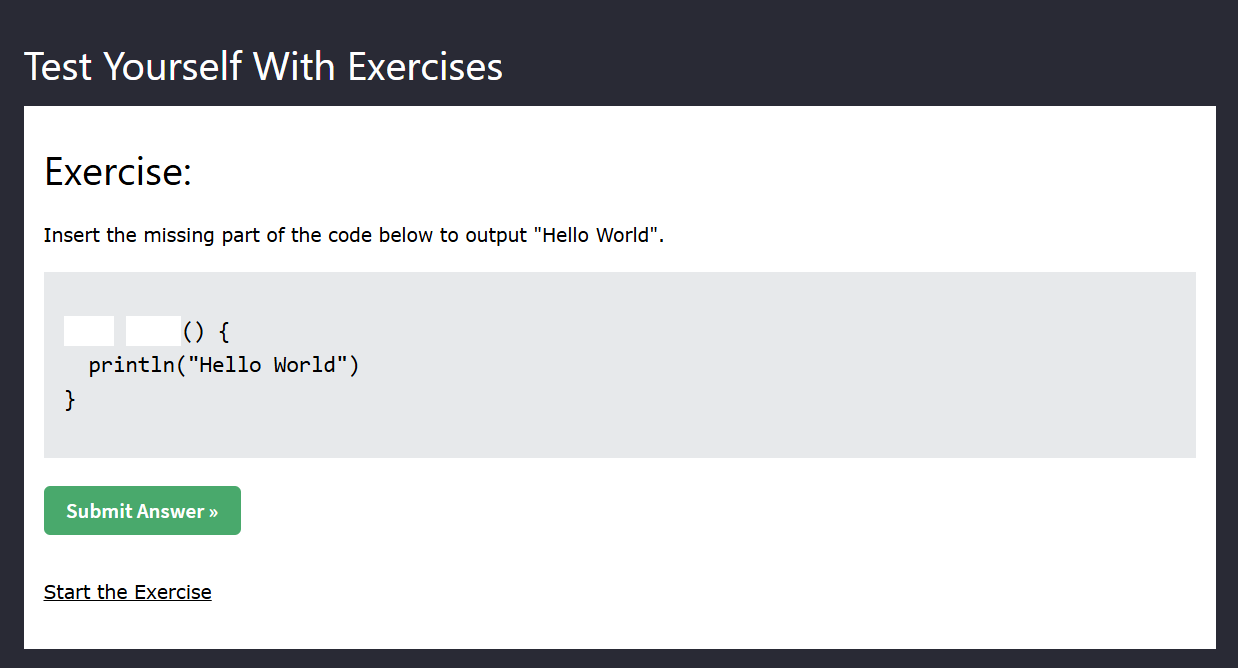 Test Yourself With Exercises
Exercise:
Insert the missing part of the code below to output "Hello World".
() {
println("Hello World")
}
Submit Answer »
Start the Exercise